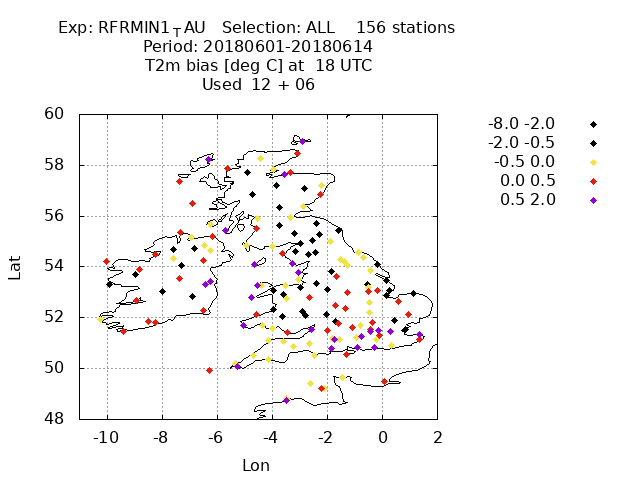 Exp: RFRMIN1_TAU Selection: ALL 156 stations
Period: 20180601-20180614
T2m bias [deg C] at 18 UTC
Used 12 + 06
-8.0 -2.0
-2.0 -0.5
-0.5 0.0
0.0 0.5
0.5 2.0
60
58
56
54
52
50
48
Lat
-10 -8 -6 -4 -2 0 2
Lon